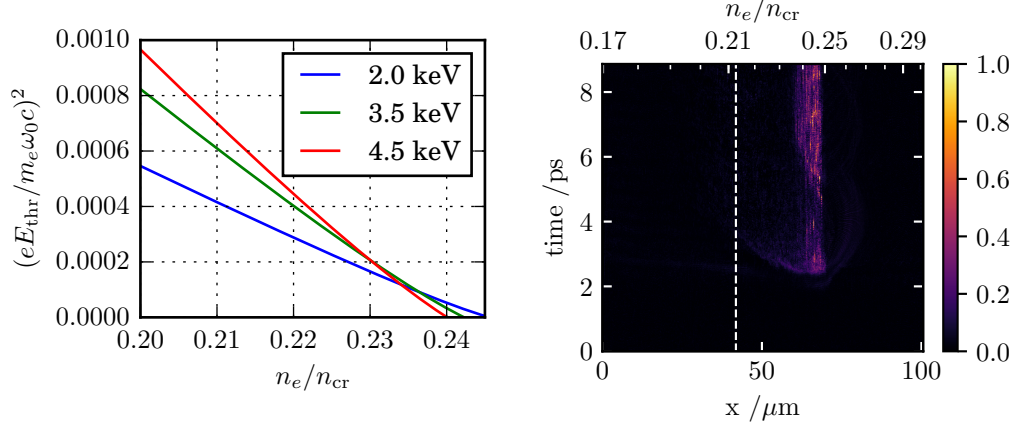 0.0010
0.0008
0.0006
0.0004
0.0002
0.0000
(eE_thr/m_eω_0c)^2
2.0 keV
3.5 keV
4.5 keV
0.20 0.21 0.22 0.23 0.24
n_e/n_cr
n_e/n_cr
0.17 0.21 0.25 0.29
8
6
4
2
0
time /ps
0 50 100
x /μm
1.0
0.8
0.6
0.4
0.2
0.0